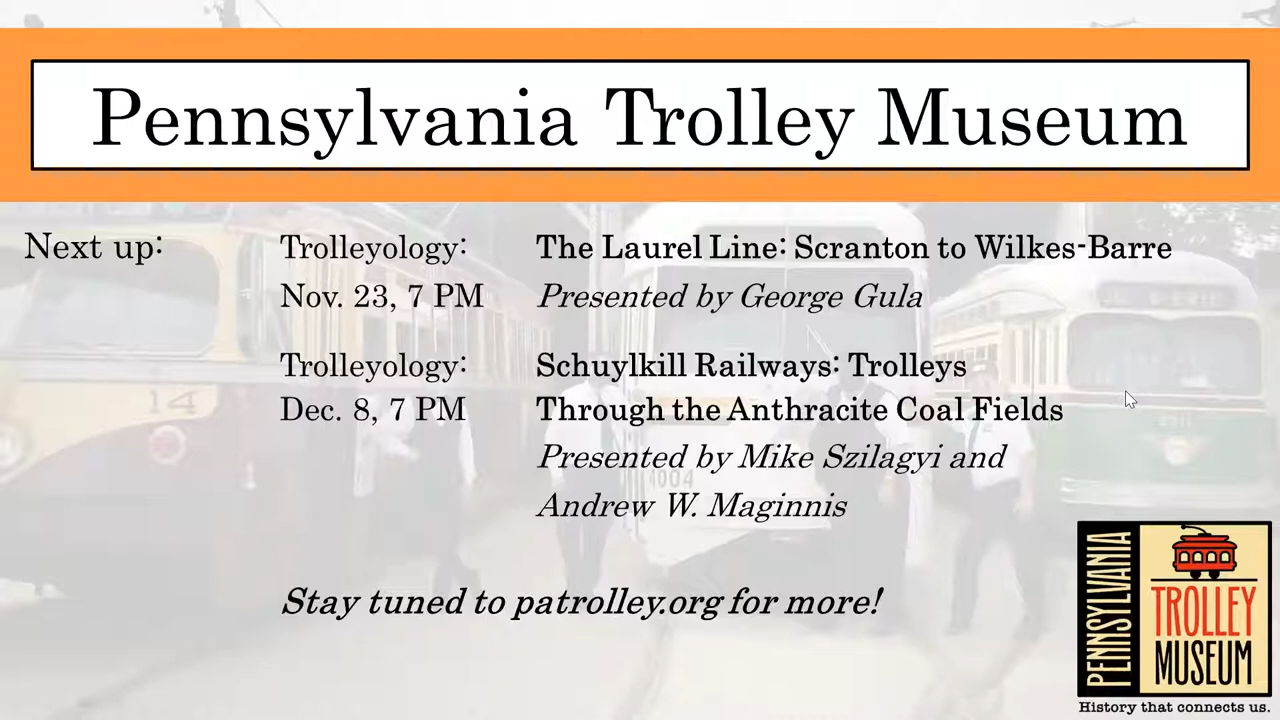 Pennsylvania Trolley Museum
Next up:
Trolleyology:
The Laurel Line: Scranton to Wilkes-Barre
Nov. 23, 7 PM
Presented by George Gula
Trolleyology:
Schuylkill Railways: Trolleys
Dec. 8, 7 PM
Through the Anthracite Coal Fields
Presented by Mike Szilagyi and
Andrew W. Maginnis
Stay tuned to patrolley.org for more!
14
4004
PENNSYLVANIA
TROLLEY
MUSEUM
History that connects us.